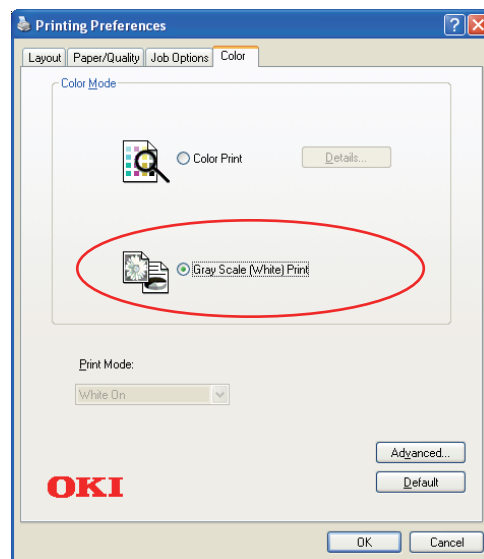 Printing Preferences
Layout Paper/Quality Job Options Color
Color Mode
Color Print Details...
Gray Scale (White) Print
Print Mode:
White On
Advanced...
OKI
Default
OK Cancel